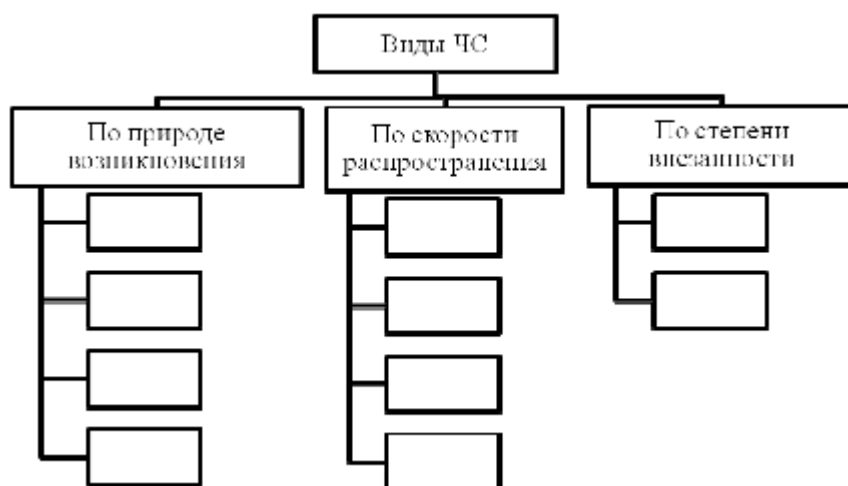 Виды ЧС
По природе
возникновения
По скорости
распространения
По степени
внезапности